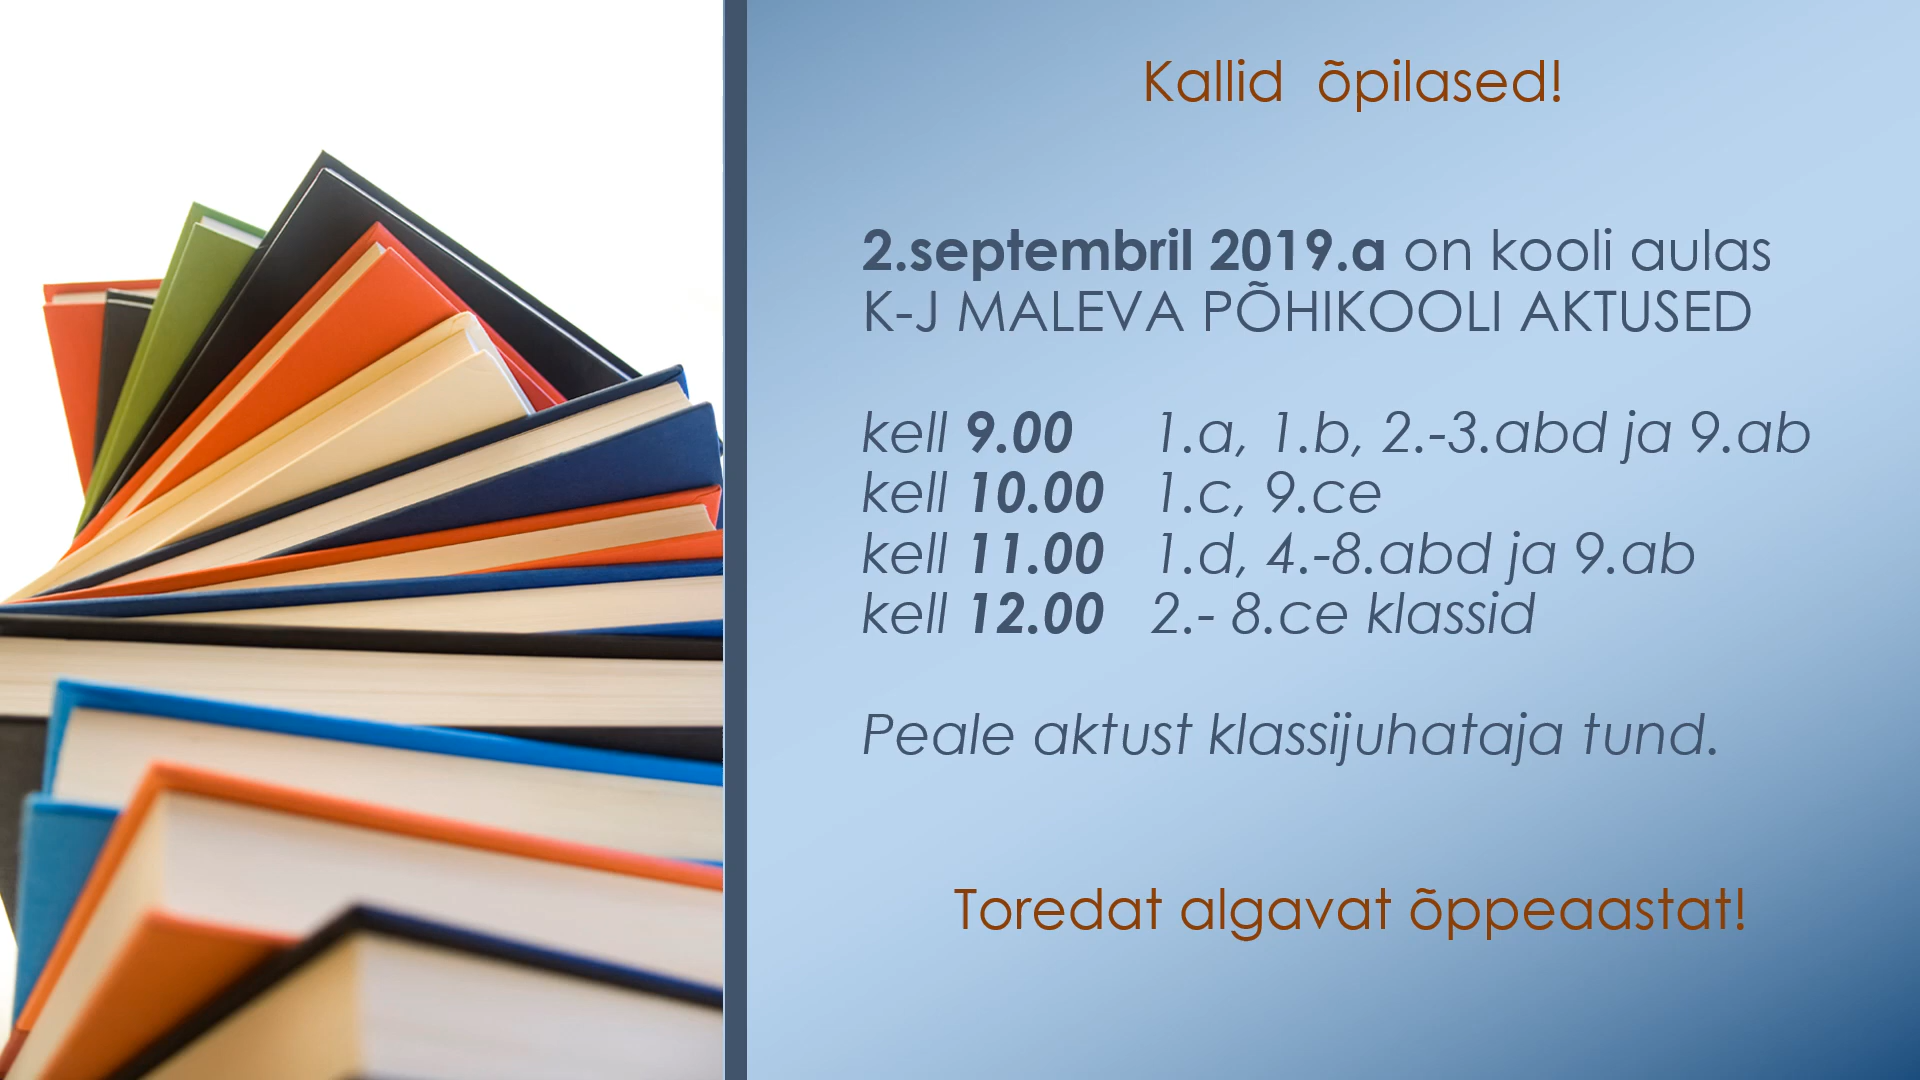 Kallid õpilased!
2.septembril 2019.a on kooli aulas
K-J MALEVA PÕHIKOOLI AKTUSED
kell 9.00 1.a, 1.b, 2.-3.abd ja 9.ab
kell 10.00 1.c, 9.ce
kell 11.00 1.d, 4.-8.abd ja 9.ab
kell 12.00 2.- 8.ce klassid
Peale aktust klassijuhataja tund.
Toredat algavat õppeaastat!